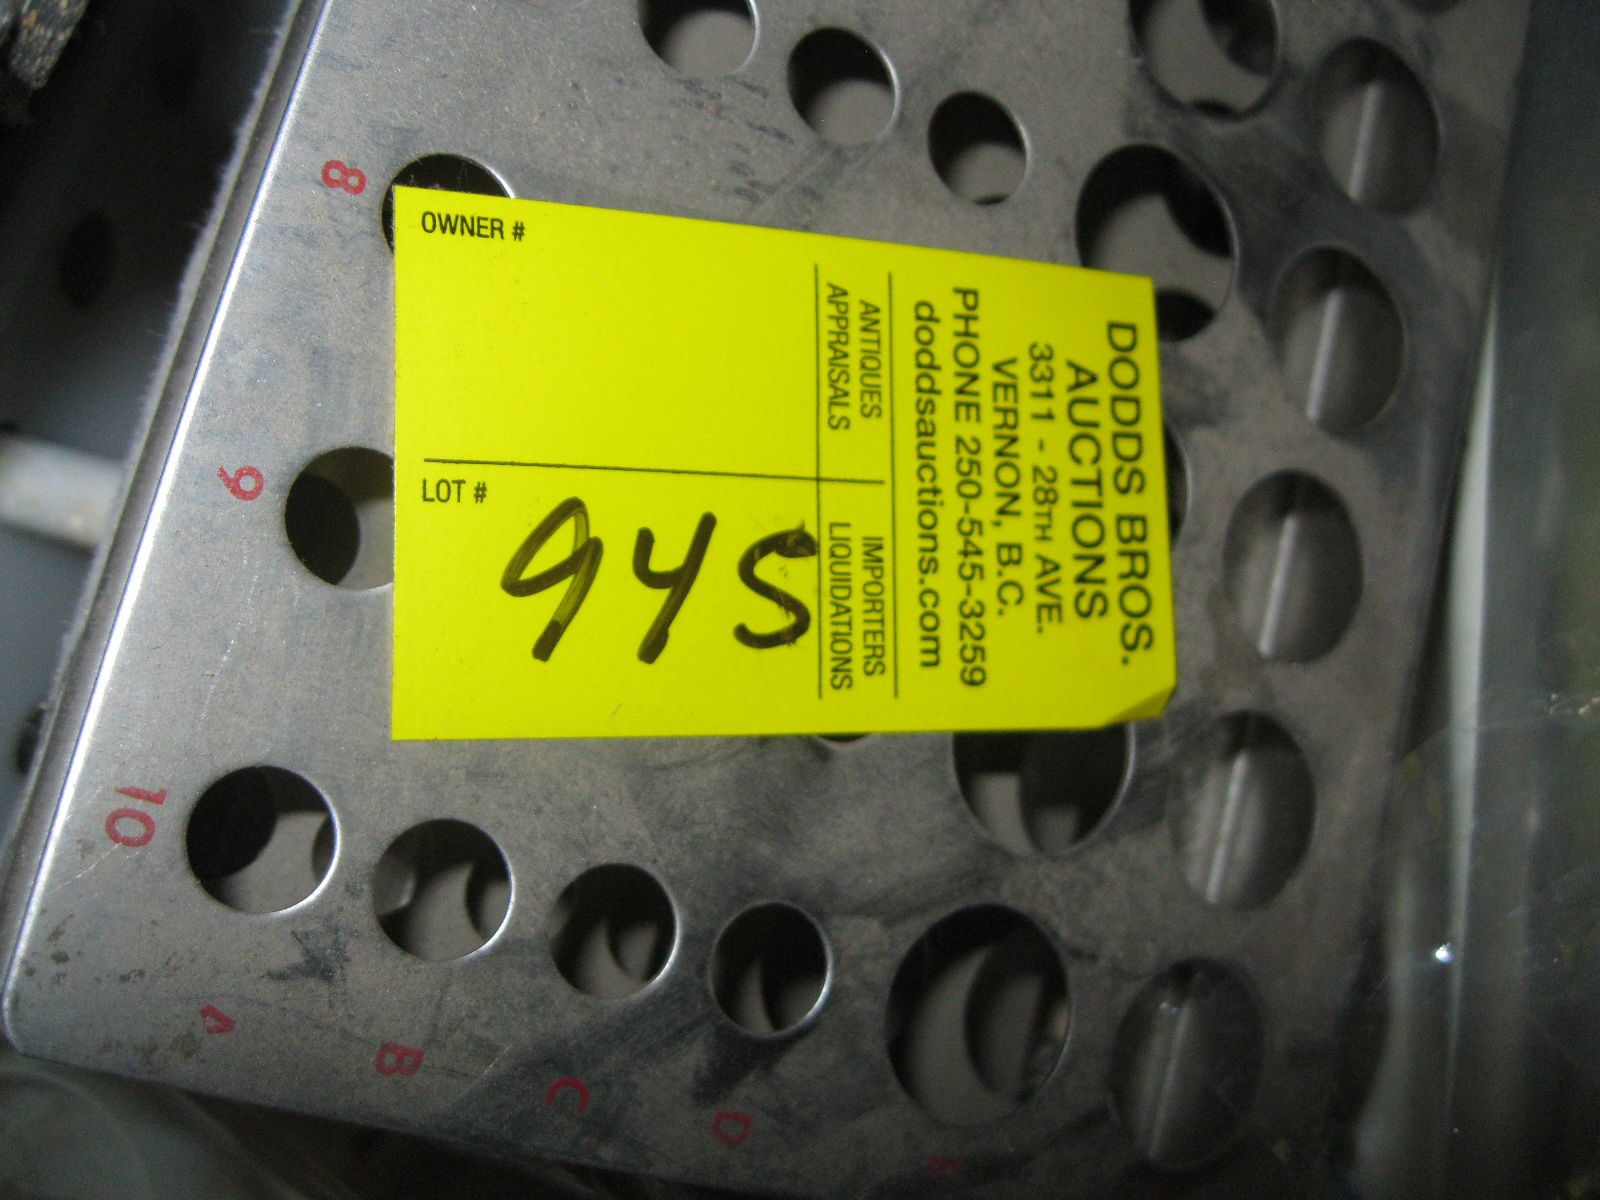 DODDS BROS.
AUCTIONS
3311 - 28TH AVE.
VERNON, B.C.
PHONE 250-545-3259
doddsauctions.com
ANTIQUES
APPRAISALS
IMPORTERS
LIQUIDATIONS
OWNER #
LOT #
945
8
9
10
A
B
C
D
E